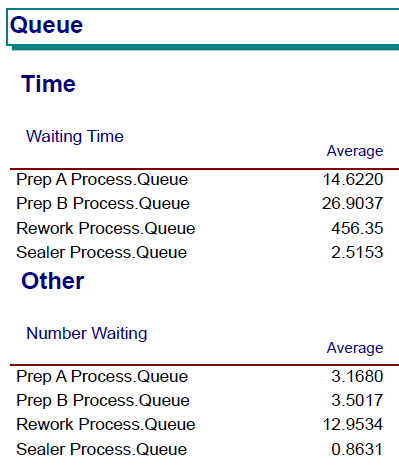 Queue
Time
Waiting Time
Average
Prep A Process.Queue 14.6220
Prep B Process.Queue 26.9037
Rework Process.Queue 456.35
Sealer Process.Queue 2.5153
Other
Number Waiting
Average
Prep A Process.Queue 3.1680
Prep B Process.Queue 3.5017
Rework Process.Queue 12.9534
Sealer Process.Queue 0.8631